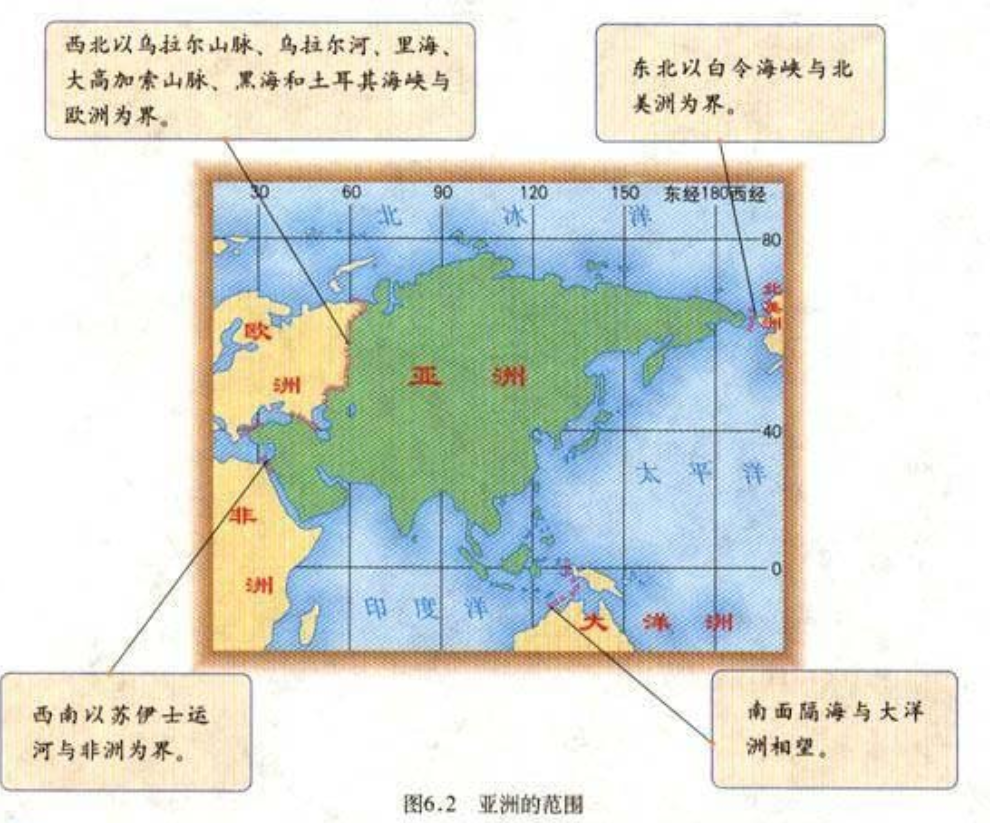 西北以乌拉尔山脉、乌拉尔河、里海、
大高加索山脉、黑海和土耳其海峡与
欧洲为界。
东北以白令海峡与北
美洲为界。
30 60 90 120 150 东经180西经
北 冰 洋
80
北美洲
欧
洲
亚 洲
40
太 平 洋
非
洲
0
印 度 洋
大 洋 洲
西南以苏伊士运
河与非洲为界。
南面隔海与大洋
洲相望。
图6.2 亚洲的范围